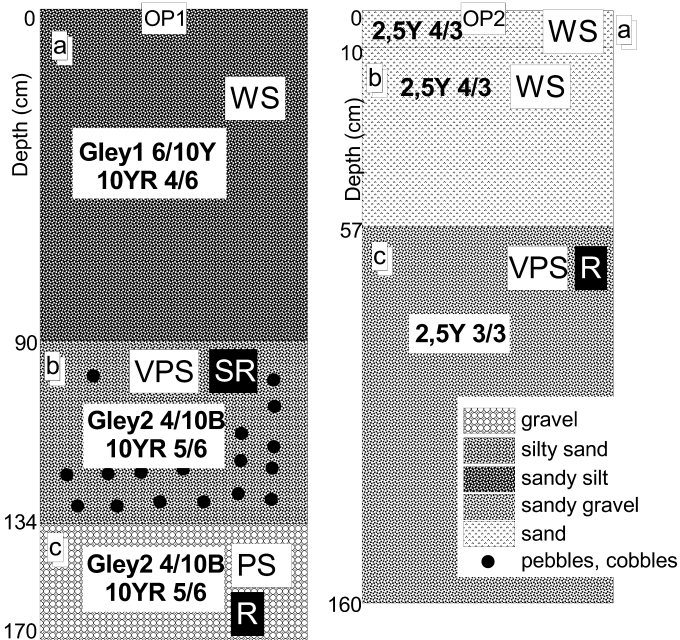 OP1
0
a
WS
Depth (cm)
Gley1 6/10Y
10YR 4/6
90
b
VPS
SR
Gley2 4/10B
10YR 5/6
134
c
Gley2 4/10B
10YR 5/6
PS
R
170
OP2
0
2,5Y 4/3
WS
a
10
b
2,5Y 4/3
WS
Depth (cm)
57
c
VPS
R
2,5Y 3/3
gravel
silty sand
sandy silt
sandy gravel
sand
pebbles, cobbles
160